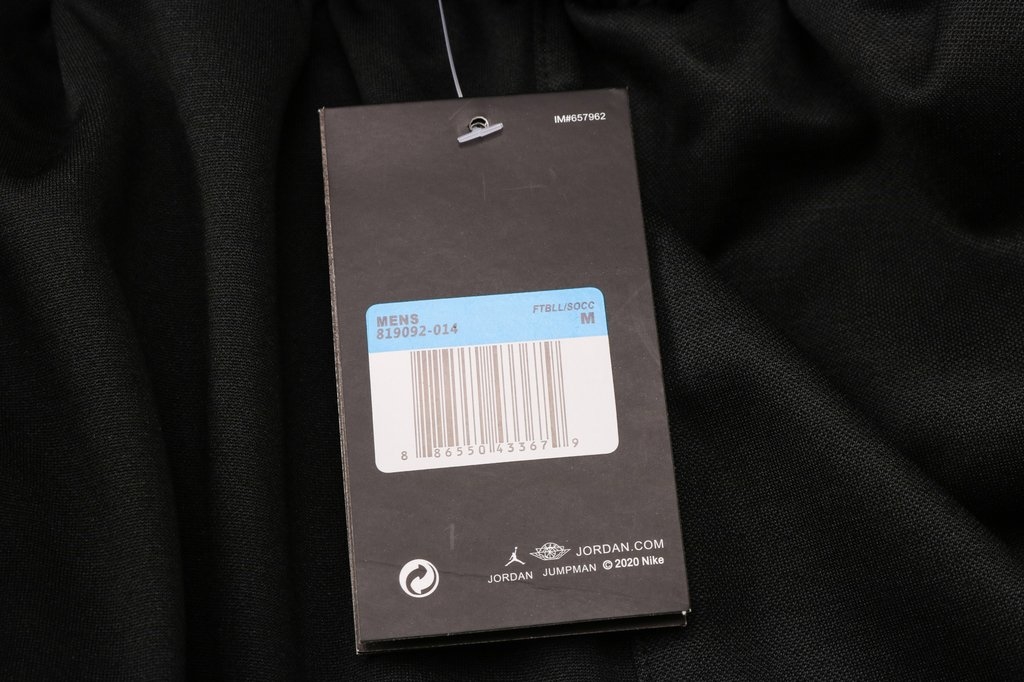 IM#657962
FTBLL/SOCC
MENS M
819092-014
8 86550 43367 9
JORDAN.COM
JORDAN JUMPMAN © 2020 Nike